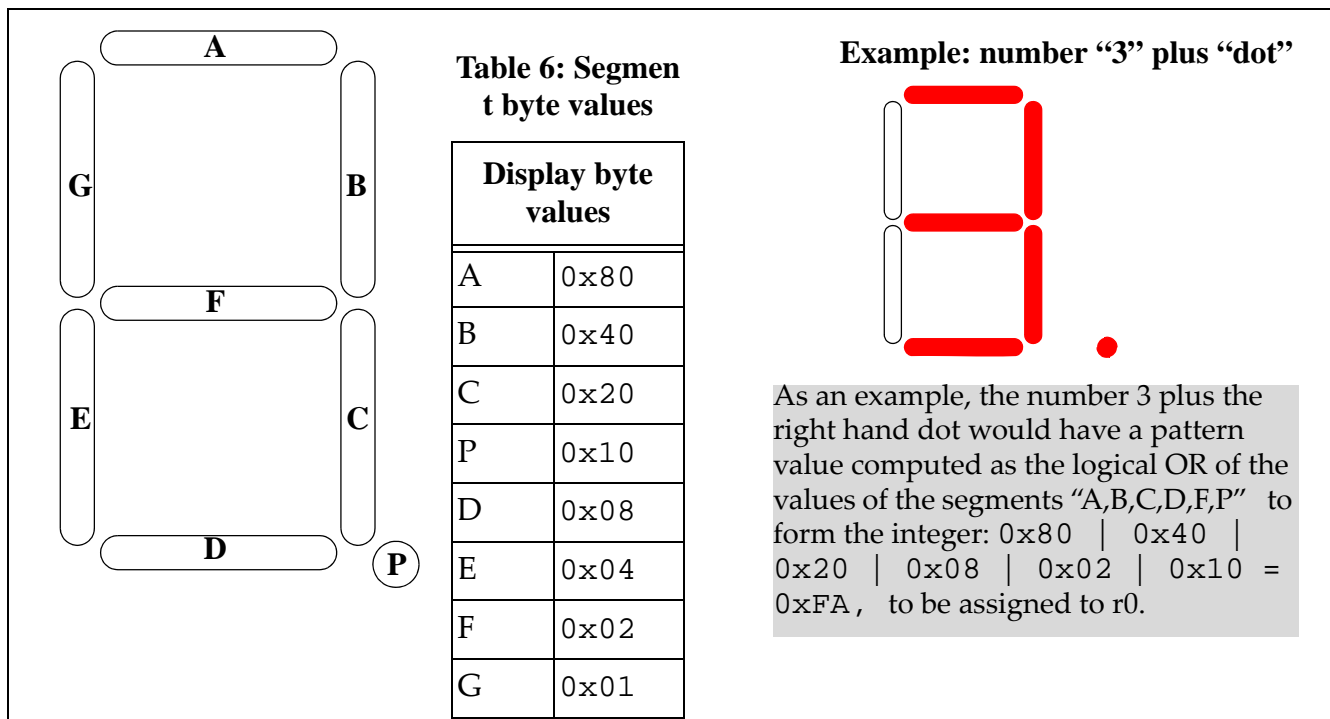 A
G
B
F
E
C
D
P
Table 6: Segmen
t byte values
Display byte
values
A 0x80
B 0x40
C 0x20
P 0x10
D 0x08
E 0x04
F 0x02
G 0x01
Example: number “3” plus “dot”
As an example, the number 3 plus the
right hand dot would have a pattern
value computed as the logical OR of the
values of the segments “A,B,C,D,F,P” to
form the integer: 0x80 | 0x40 |
0x20 | 0x08 | 0x02 | 0x10 =
0xFA, to be assigned to r0.